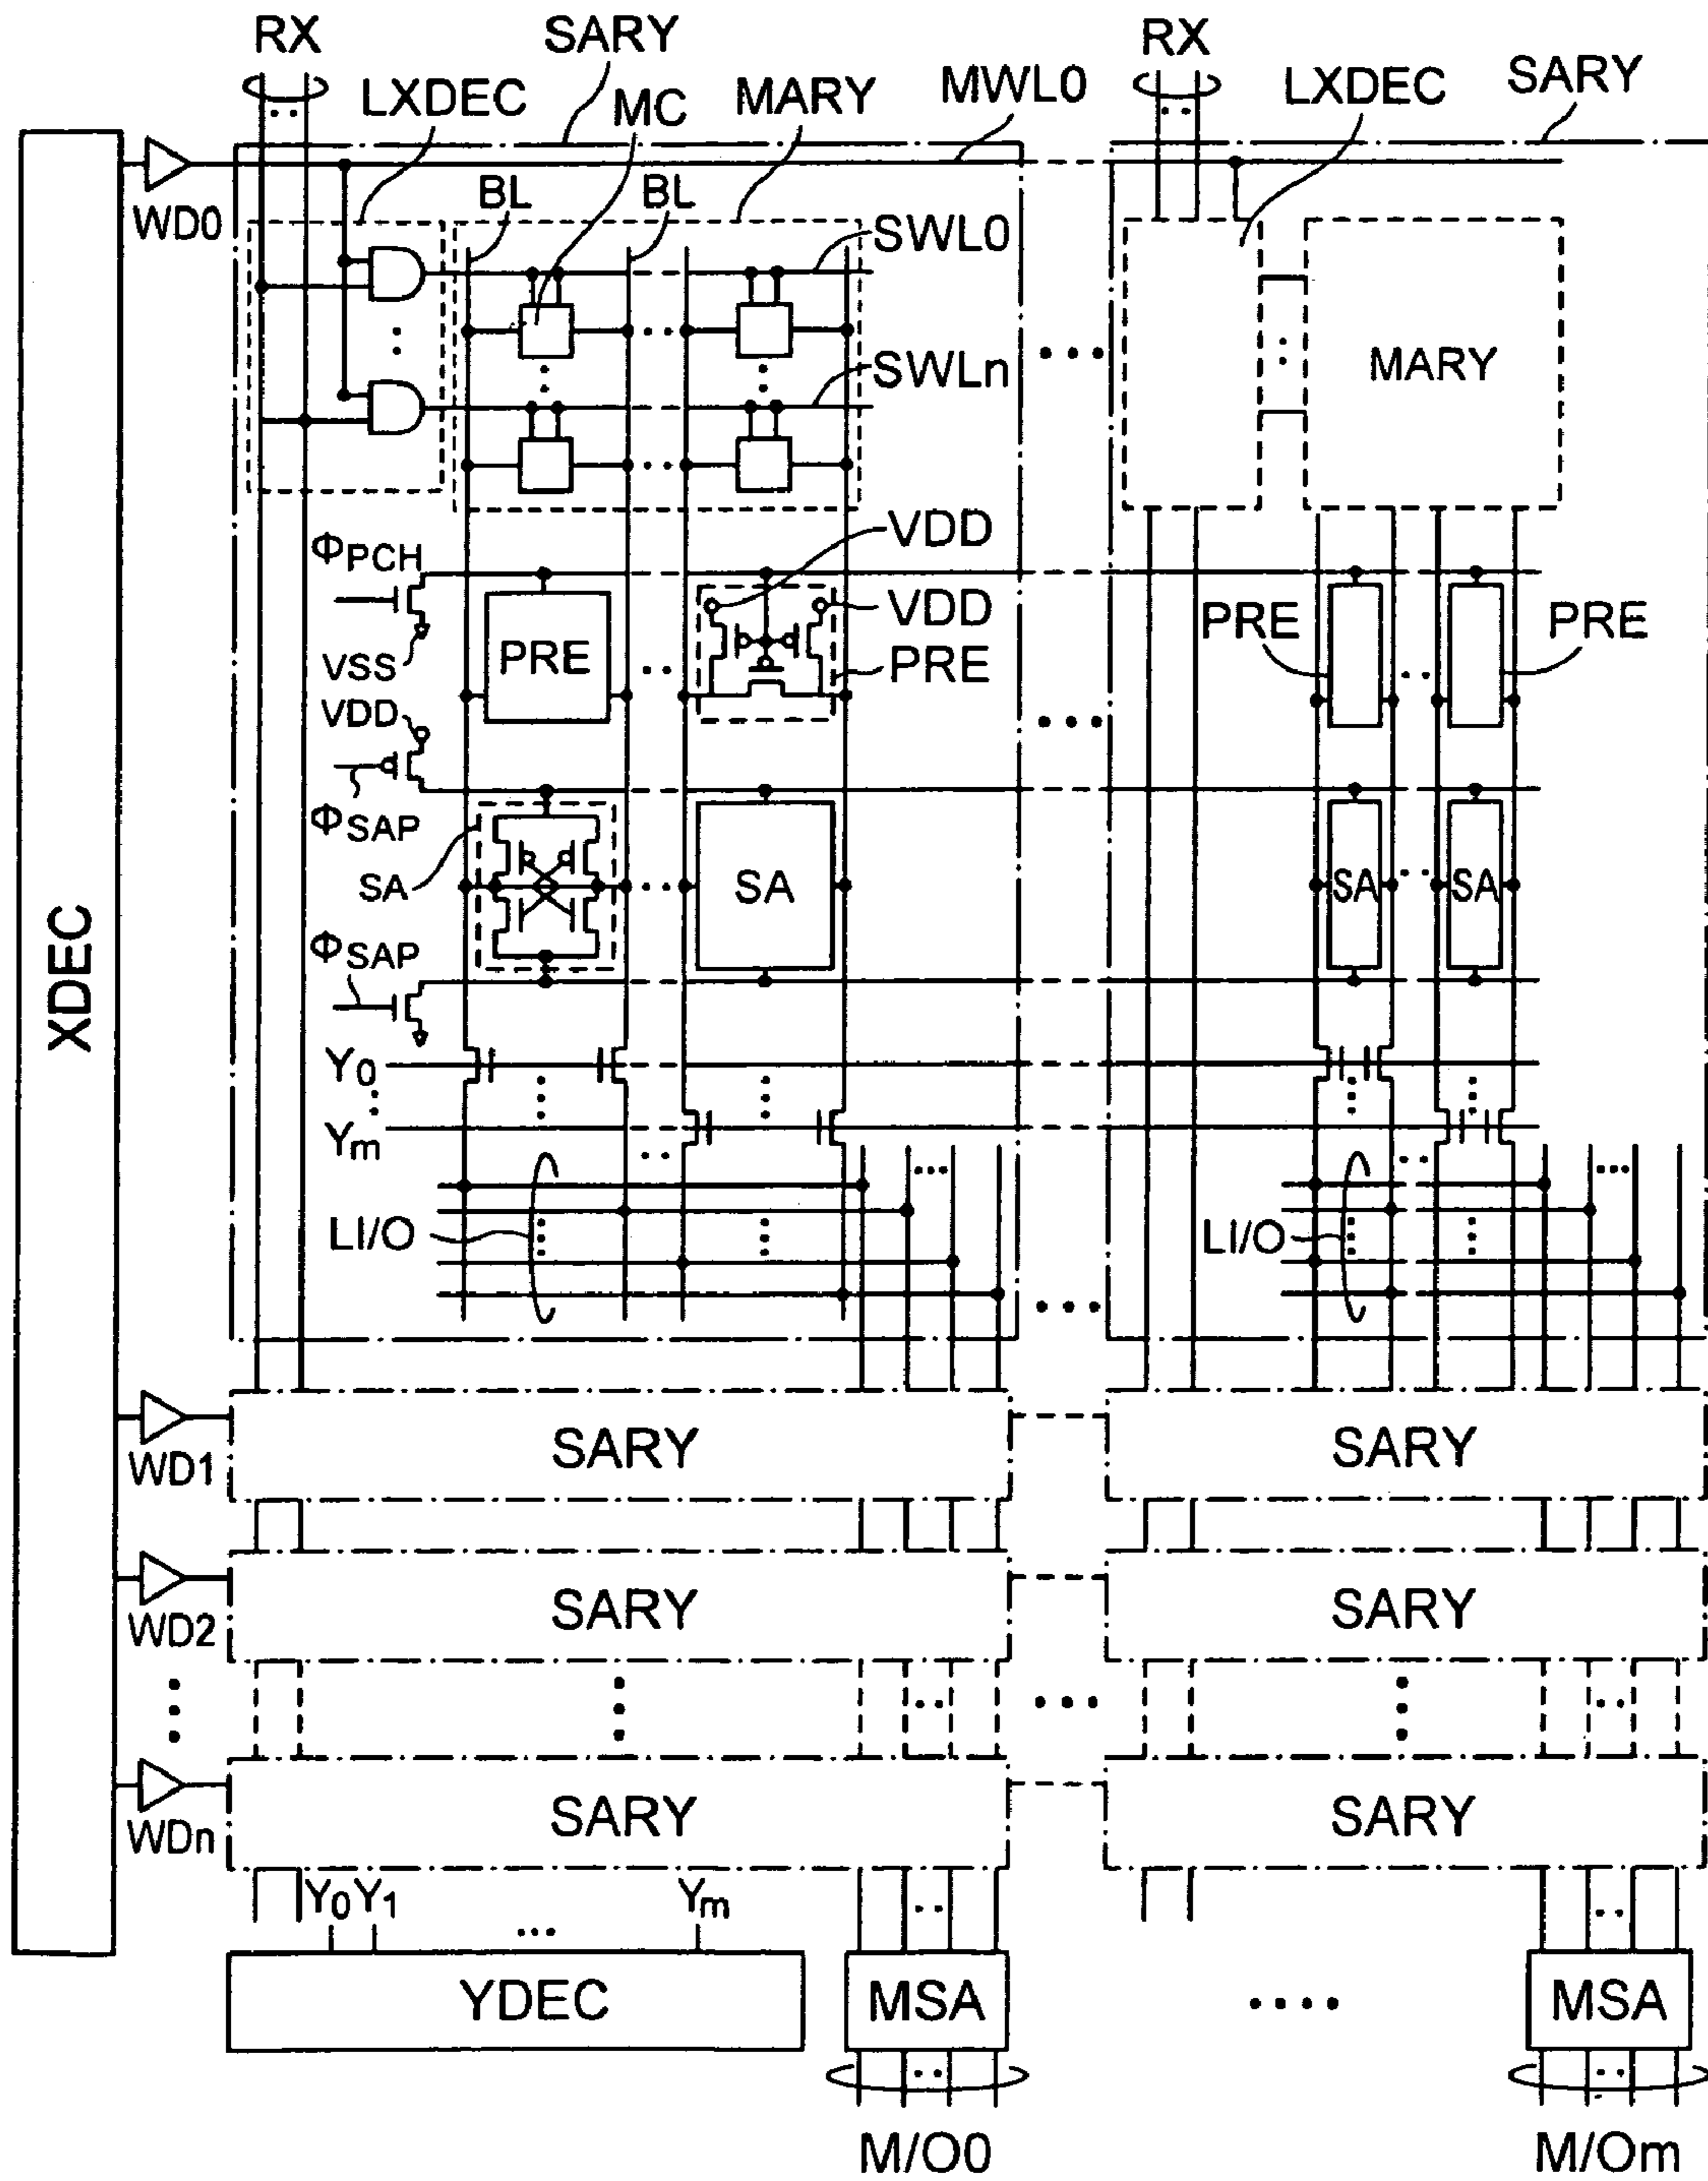 RX SARY RX
LXDEC MC MARY MWL0 LXDEC SARY
WD0 BL BL
SWL0
SWLn MARY
ΦPCH VDD
VDD
PRE PRE PRE PRE
VSS
VDD
ΦSAP
SA SA SA SA
ΦSAP
XDEC
Y0
Ym
LI/O LI/O
WD1 SARY SARY
WD2 SARY SARY
WDn SARY SARY
Y0 Y1 Ym
YDEC MSA MSA
M/O0 M/Om